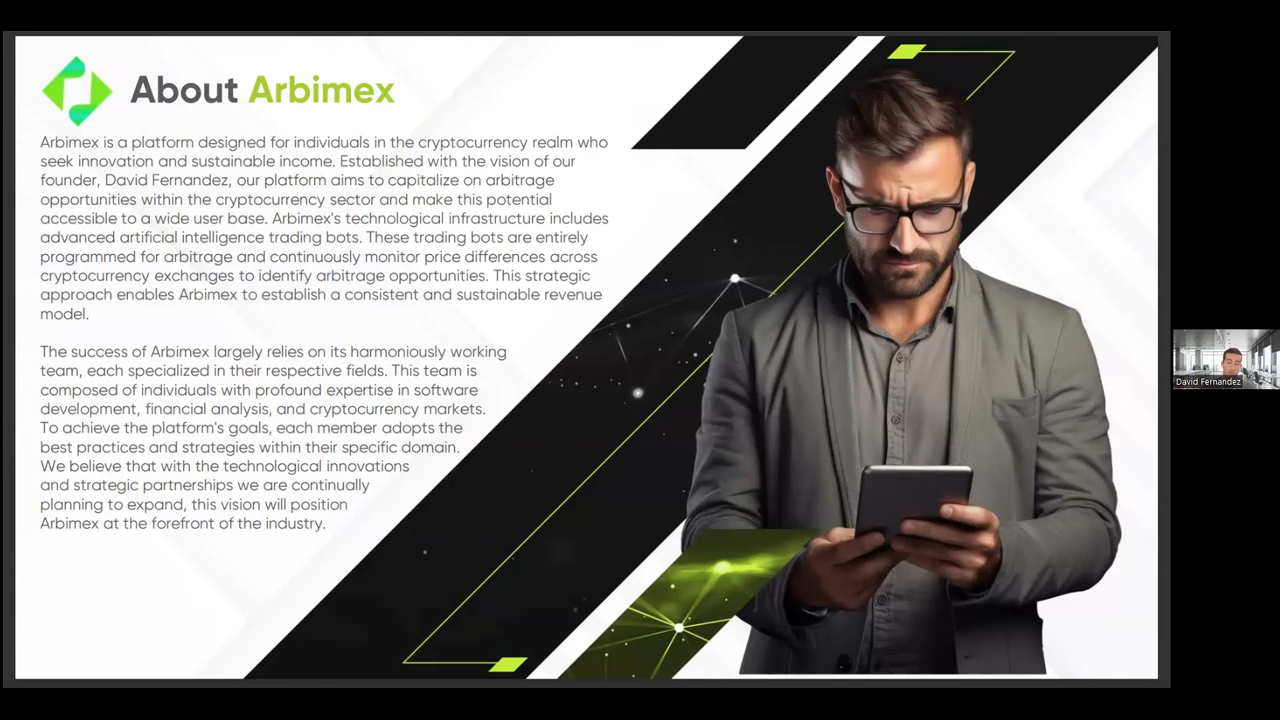 About Arbimex
Arbimex is a platform designed for individuals in the cryptocurrency realm who
seek innovation and sustainable income. Established with the vision of our
founder, David Fernandez, our platform aims to capitalize on arbitrage
opportunities within the cryptocurrency sector and make this potential
accessible to a wide user base. Arbimex's technological infrastructure includes
advanced artificial intelligence trading bots. These trading bots are entirely
programmed for arbitrage and continuously monitor price differences across
cryptocurrency exchanges to identify arbitrage opportunities. This strategic
approach enables Arbimex to establish a consistent and sustainable revenue
model.
The success of Arbimex largely relies on its harmoniously working
team, each specialized in their respective fields. This team is
composed of individuals with profound expertise in software
development, financial analysis, and cryptocurrency markets.
To achieve the platform's goals, each member adopts the
best practices and strategies within their specific domain.
We believe that with the technological innovations
and strategic partnerships we are continually
planning to expand, this vision will position
Arbimex at the forefront of the industry.
David Fernandez